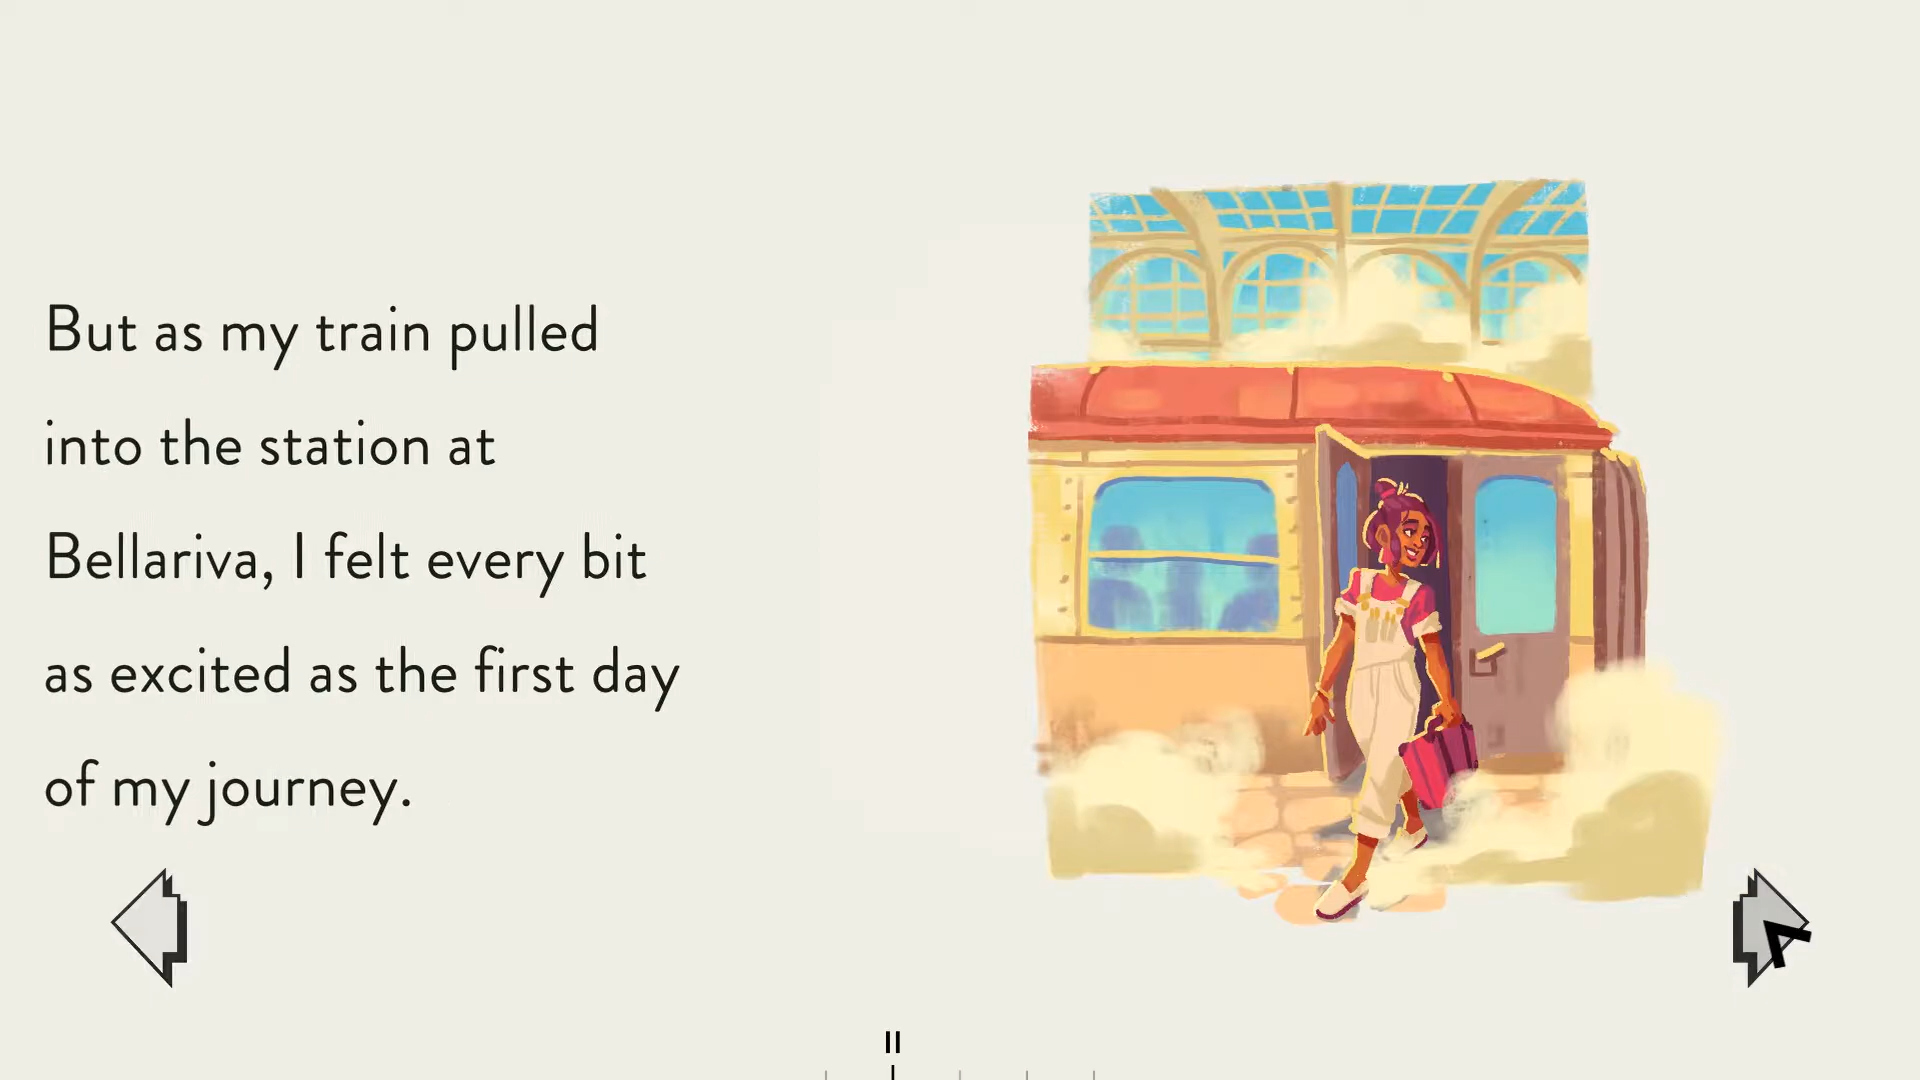 But as my train pulled
into the station at
Bellariva, I felt every bit
as excited as the first day
of my journey.
II